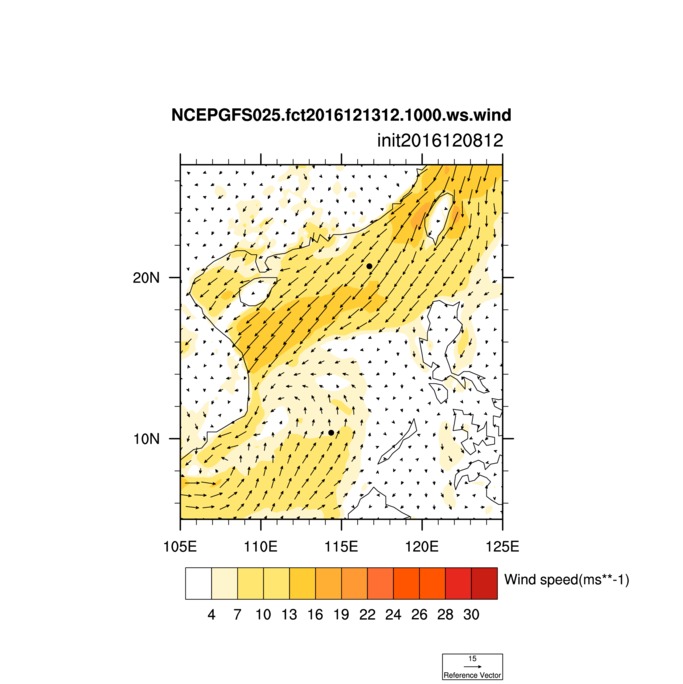 NCEPGFS025.fct2016121312.1000.ws.wind
init2016120812
20N
10N
105E 110E 115E 120E 125E
Wind speed(ms**-1)
4 7 10 13 16 19 22 24 26 28 30
15
Reference Vector